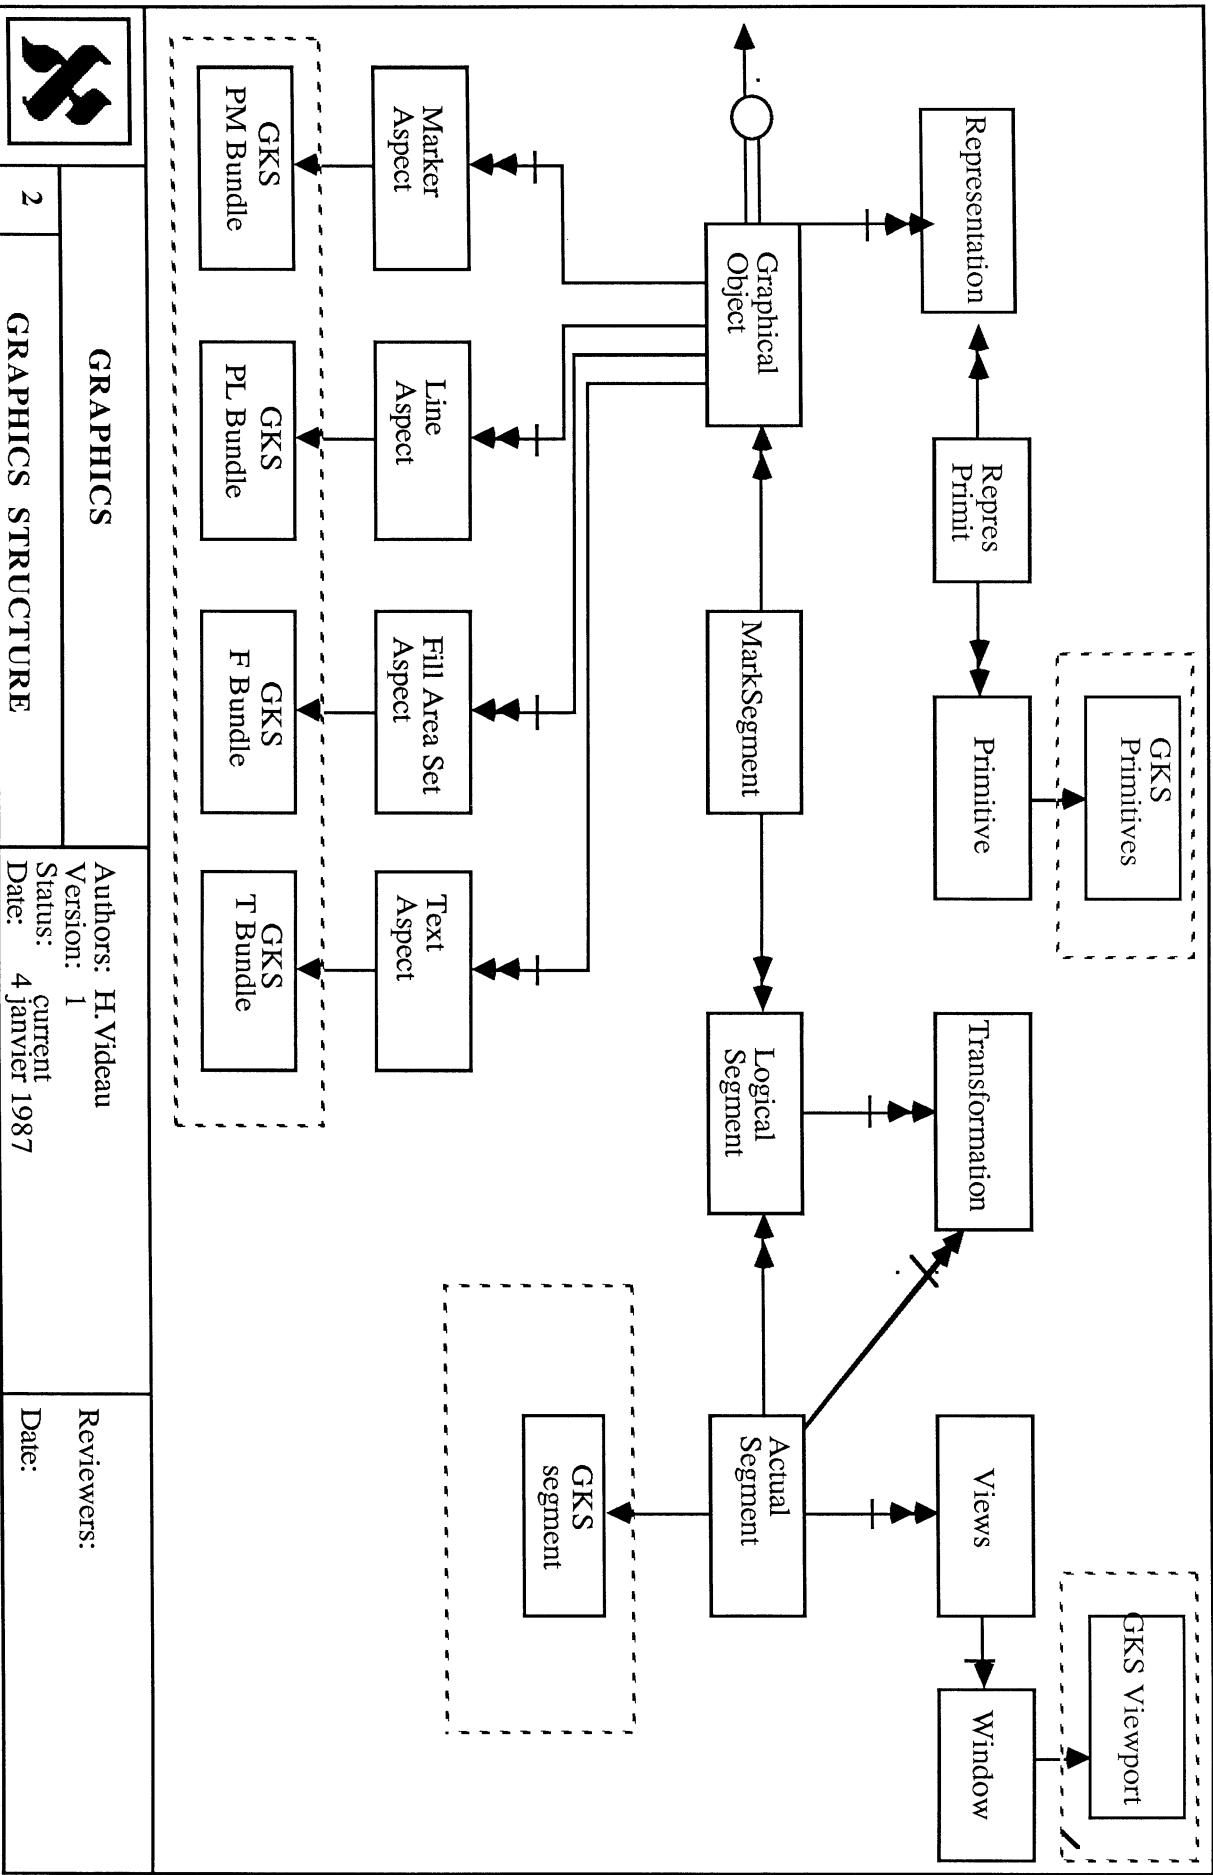 GKS
Primitives
GKS Viewport
Representation
Repres
Primit
Primitive
Transformation
Views
Window
Graphical
Object
MarkSegment
Logical
Segment
Actual
Segment
GKS
segment
Marker
Aspect
Line
Aspect
Fill Area Set
Aspect
Text
Aspect
GKS
PM Bundle
GKS
PL Bundle
GKS
F Bundle
GKS
T Bundle
GRAPHICS
2
GRAPHICS STRUCTURE
Authors: H.Videau
Version: 1
Status: current
Date: 4 janvier 1987
Reviewers:
Date: